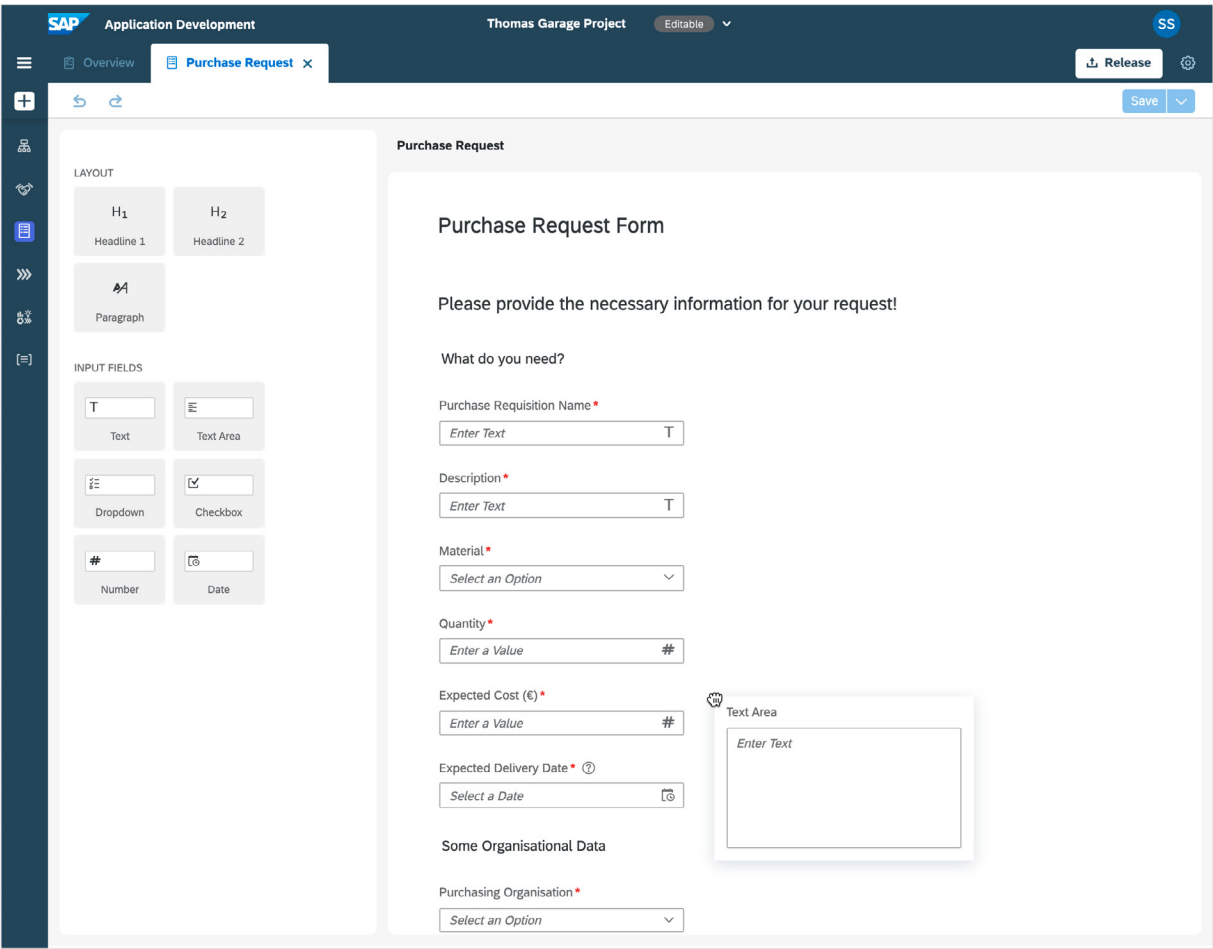 SAP Application Development
Thomas Garage Project
Editable
SS
Overview
Purchase Request
Release
Save
LAYOUT
H1
Headline 1
H2
Headline 2
Paragraph
INPUT FIELDS
T
Text
Text Area
Dropdown
Checkbox
#
Number
Date
Purchase Request
Purchase Request Form
Please provide the necessary information for your request!
What do you need?
Purchase Requisition Name*
Enter Text T
Description*
Enter Text T
Material*
Select an Option
Quantity*
Enter a Value #
Expected Cost (€)*
Enter a Value #
Expected Delivery Date* ?
Select a Date
Some Organisational Data
Purchasing Organisation*
Select an Option
Text Area
Enter Text